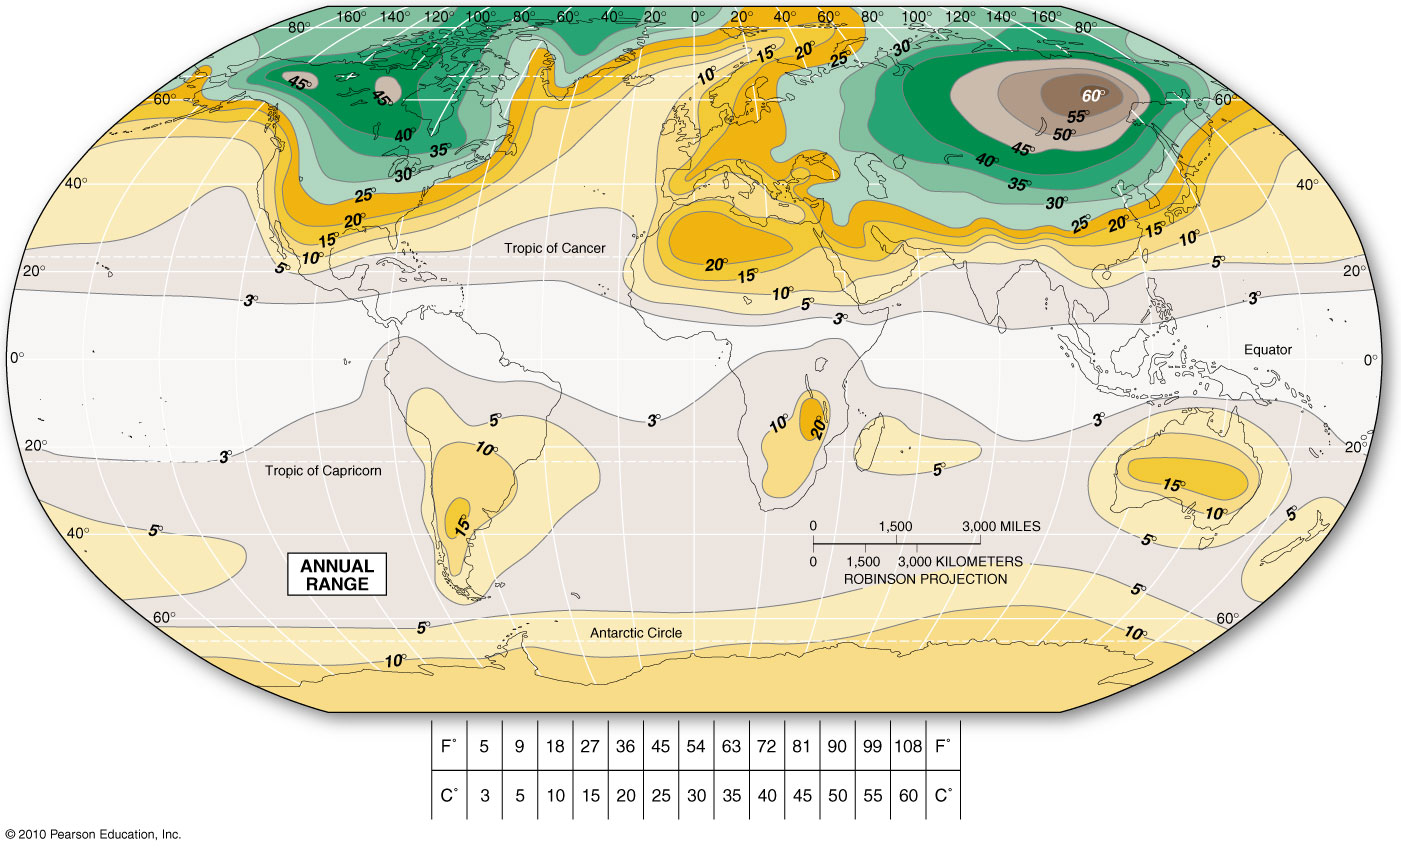 160° 140° 120° 100° 80° 60° 40° 20° 0° 20° 40° 60° 80° 100° 120° 140° 160°
80° 80°
15° 20° 25° 30°
10°
45° 45° 60°
60° 60°
55°
40° 50°
35° 45° 40°
30° 35°
40° 40°
25° 30°
20° 25° 20° 15° 10°
15°
Tropic of Cancer
10° 5° 20° 15° 5°
20° 20°
3° 10° 5° 3° 3°
0° Equator 0°
5° 3° 10° 20° 3°
20° 10° 20°
3° Tropic of Capricorn 5°
15° 10°
5° 15° 5°
40° 5°
0 1,500 3,000 MILES
0 1,500 3,000 KILOMETERS
ROBINSON PROJECTION
ANNUAL
RANGE
5°
60° 60°
5° Antarctic Circle 10°
10°
F° 5 9 18 27 36 45 54 63 72 81 90 99 108 F°
C° 3 5 10 15 20 25 30 35 40 45 50 55 60 C°
© 2010 Pearson Education, Inc.